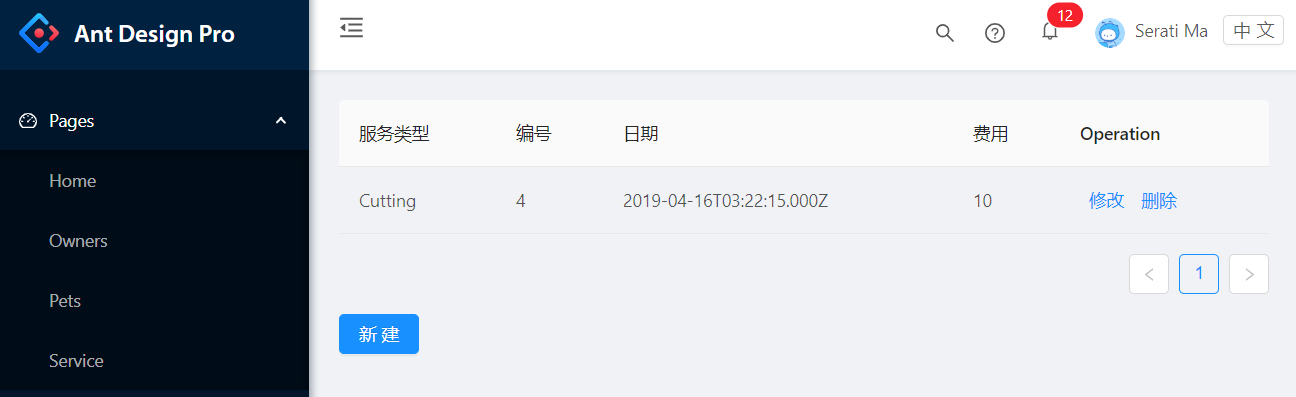 Ant Design Pro
12
Serati Ma
中 文
Pages
Home
Owners
Pets
Service
服务类型 编号 日期 费用 Operation
Cutting 4 2019-04-16T03:22:15.000Z 10 修改 删除
< 1 >
新 建